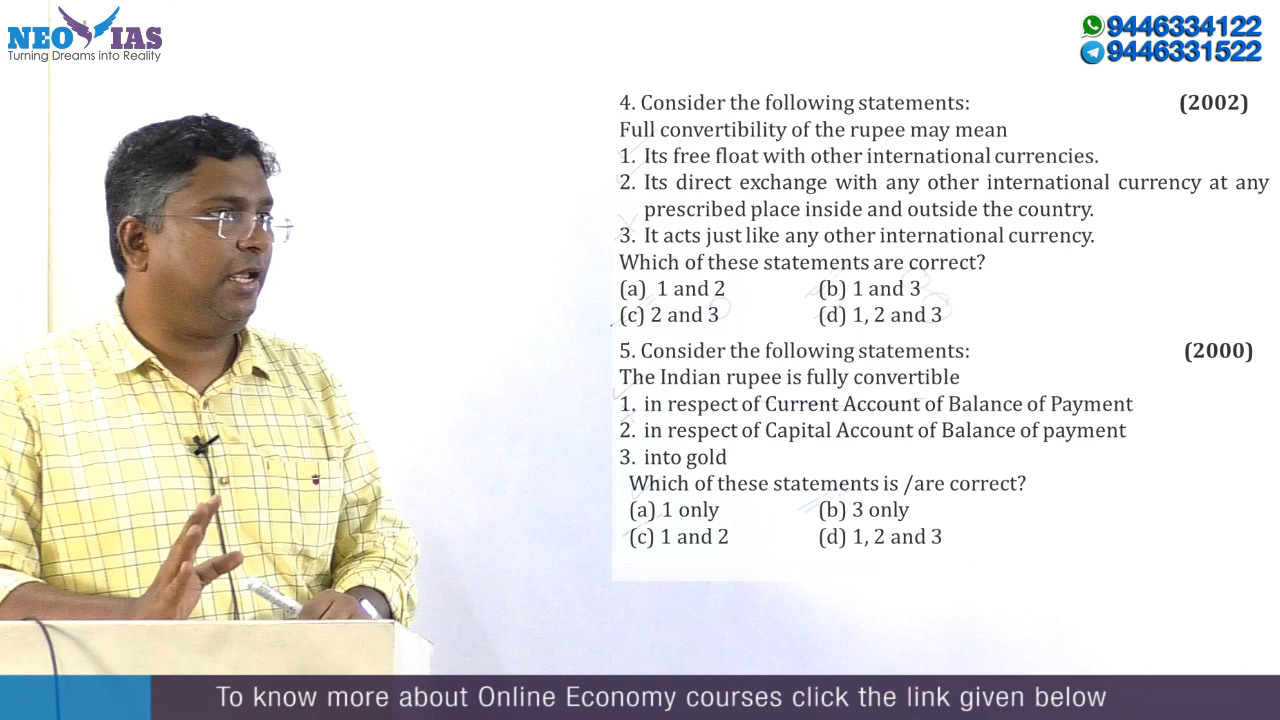 NEO IAS
Turning Dreams into Reality
9446334122
9446331522
4. Consider the following statements: (2002)
Full convertibility of the rupee may mean
1. Its free float with other international currencies.
2. Its direct exchange with any other international currency at any
prescribed place inside and outside the country.
3. It acts just like any other international currency.
Which of these statements are correct?
(a) 1 and 2 (b) 1 and 3
(c) 2 and 3 (d) 1, 2 and 3
5. Consider the following statements: (2000)
The Indian rupee is fully convertible
1. in respect of Current Account of Balance of Payment
2. in respect of Capital Account of Balance of payment
3. into gold
Which of these statements is /are correct?
(a) 1 only (b) 3 only
(c) 1 and 2 (d) 1, 2 and 3
To know more about Online Economy courses click the link given below